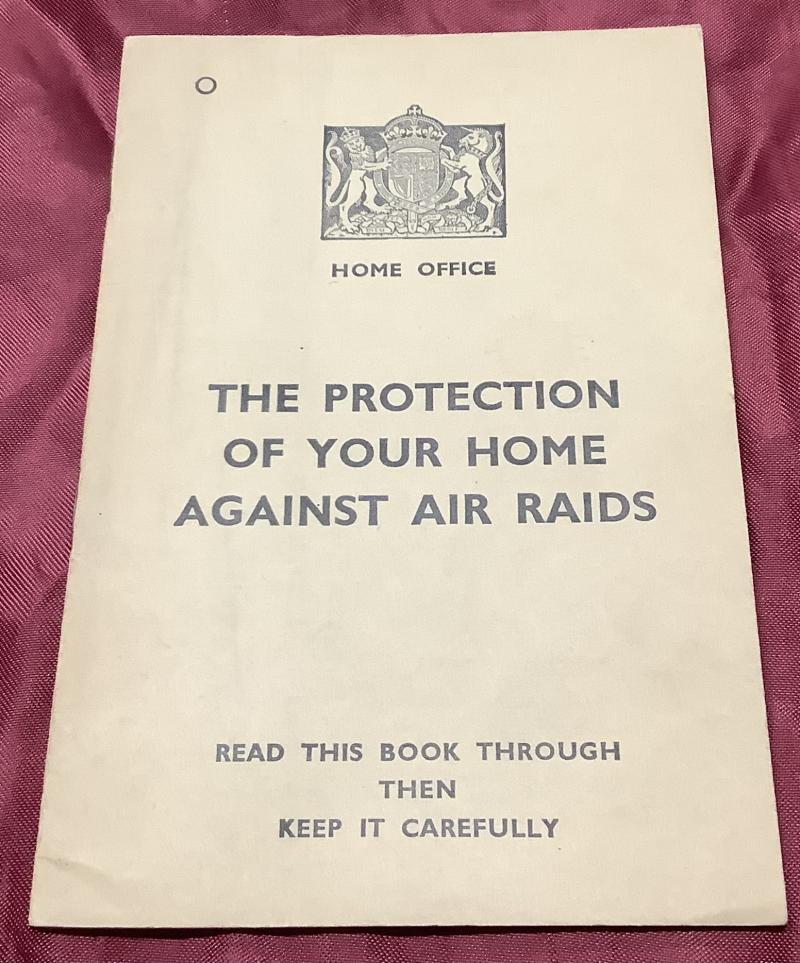 HOME OFFICE
THE PROTECTION
OF YOUR HOME
AGAINST AIR RAIDS
READ THIS BOOK THROUGH
THEN
KEEP IT CAREFULLY